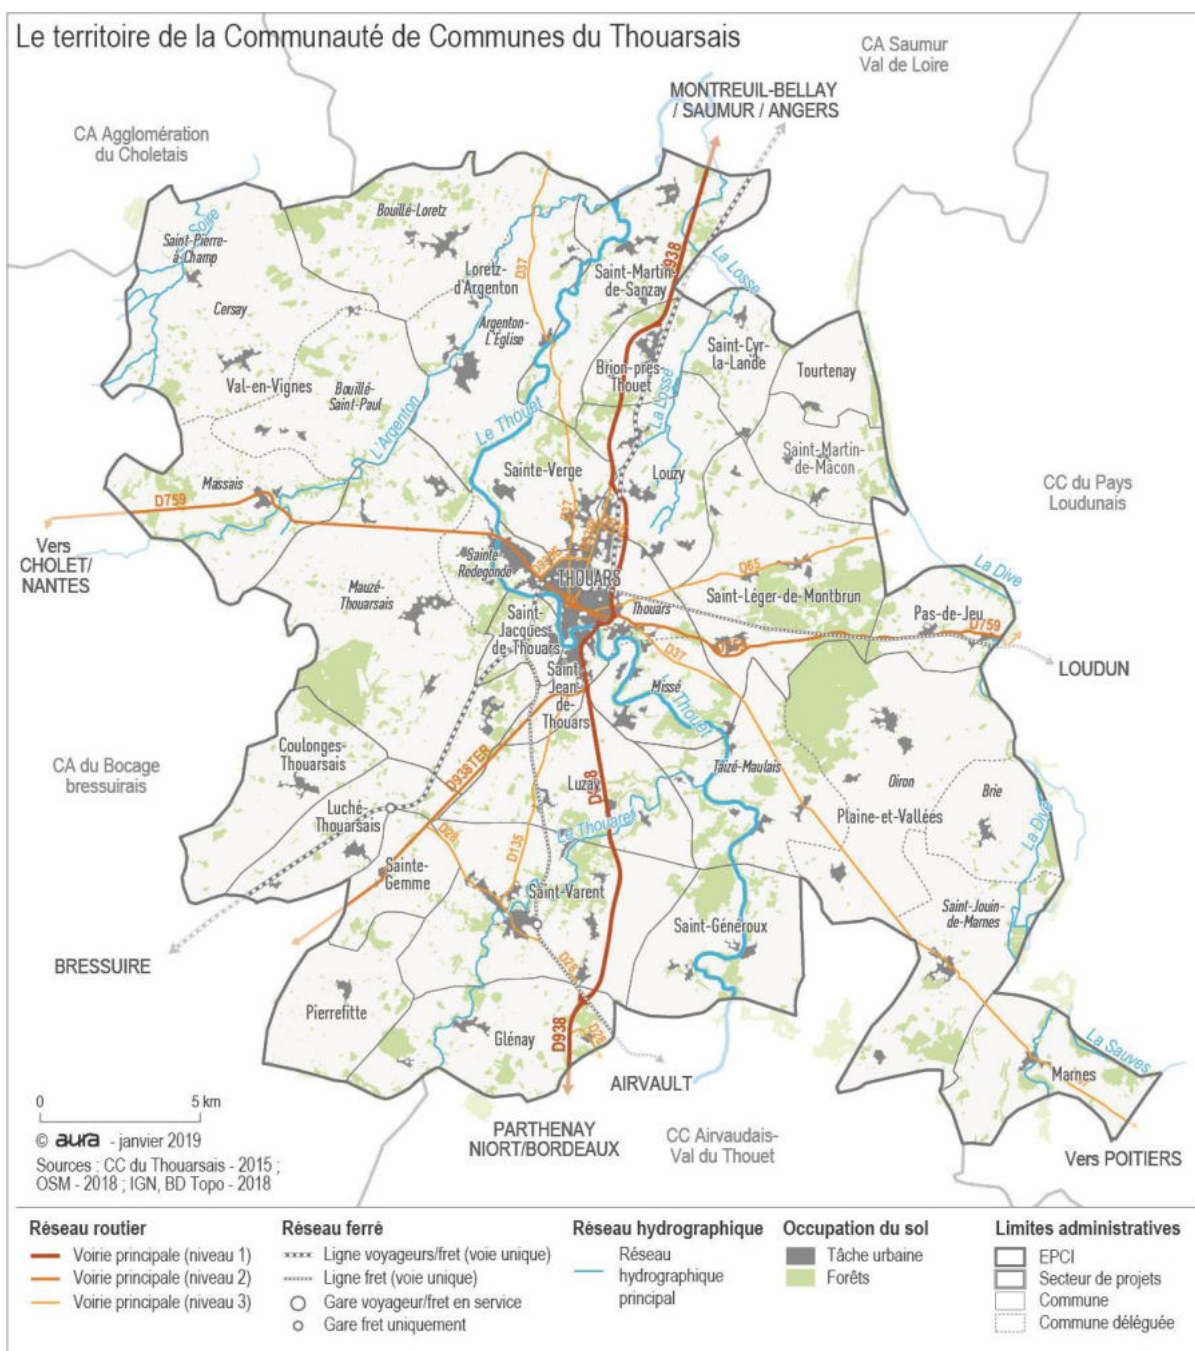 Le territoire de la Communauté de Communes du Thouarsais
CA Saumur
Val de Loire
MONTREUIL-BELLAY
/ SAUMUR / ANGERS
CA Agglomération
du Choletais
Bouillé-Loretz
Saint-Pierre-
à-Champ
D37
D938
La Losse
Loretz-
d'Argenton
Saint-Martin-
de-Sanzay
Cersay
Argenton-
L'Église
Saint-Cyr-
la-Lande
Tourtenay
Brion-près-
Thouet
Val-en-Vignes
Bouillé-
Saint-Paul
L'Argenton
Le Thouet
La Losse
Saint-Martin-
de-Mâcon
Sainte-Verge
Louzy
CC du Pays
Loudunais
Massais
D759
D37
Vers
CHOLET/
NANTES
Sainte
Radegonde
THOUARS
D65
La Dive
Mauzé-
Thouarsais
Saint-Léger-de-Montbrun
Thouars
Saint-
Jacques
de-Thouars
Pas-de-Jeu
D759
D759
LOUDUN
D37
Saint
Jean-
de-
Thouars
Missé
Le Thouet
CA du Bocage
bressuirais
Coulonges-
Thouarsais
D938TER
Taizé-Maulais
Luzay
D938
Oiron
Brie
Luché-
Thouarsais
Plaine-et-Vallées
La Dive
Le Thouaret
D28
D135
Sainte-
Gemme
Saint-Varent
Saint-Jouin-
de-Marnes
Saint-Généroux
BRESSUIRE
D28
Pierrefitte
Glénay
D938
D28
La Sauves
Marnes
AIRVAULT
PARTHENAY
NIORT/BORDEAUX
CC Airvaudais-
Val du Thouet
Vers POITIERS
0 5 km
© aura - janvier 2019
Sources : CC du Thouarsais - 2015 ;
OSM - 2018 ; IGN, BD Topo - 2018
Réseau routier
Voirie principale (niveau 1)
Voirie principale (niveau 2)
Voirie principale (niveau 3)
Réseau ferré
Ligne voyageurs/fret (voie unique)
Ligne fret (voie unique)
Gare voyageur/fret en service
Gare fret uniquement
Réseau hydrographique
Réseau
hydrographique
principal
Occupation du sol
Tâche urbaine
Forêts
Limites administratives
EPCI
Secteur de projets
Commune
Commune déléguée